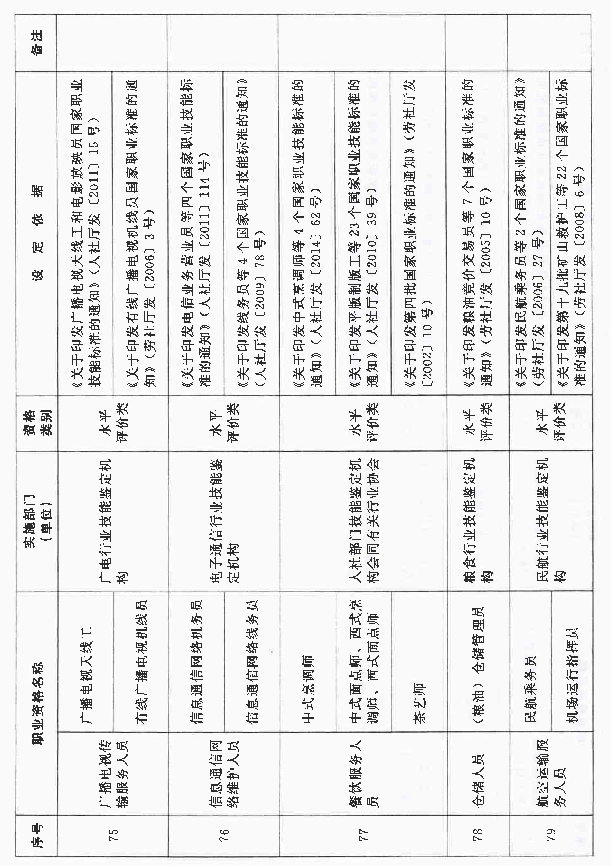 序号
职业资格名称
实施部门
（单位）
资格
类别
设 定 依 据
备注
75
广播电视传
输服务人员
广播电视天线工
有线广播电视机线员
广电行业技能鉴定机
构
水平
评价类
《关于印发广播电视天线工和电影放映员国家职业
技能标准的通知》（人社厅发〔2011〕15号）
《关于印发有线广播电视机线员国家职业标准的通
知》（劳社厅发〔2006〕3号）
76
信息通信网
络维护人员
信息通信网络机务员
信息通信网络线务员
电子通信行业技能鉴
定机构
水平
评价类
《关于印发电信业务营业员等四个国家职业技能标
准的通知》（人社厅发〔2011〕114号）
《关于印发线务员等4个国家职业技能标准的通知》
（人社厅发〔2009〕78号）
77
餐饮服务人
员
中式烹调师
中式面点师、西式烹
调师、西式面点师
茶艺师
人社部门技能鉴定机
构会同有关行业协会
水平
评价类
《关于印发中式烹调师等4个国家职业技能标准的
通知》（人社厅发〔2014〕62号）
《关于印发平版制版工等23个国家职业技能标准的
通知》（人社厅发〔2010〕39号）
《关于印发第四批国家职业标准的通知》（劳社厅发
〔2002〕10号）
78
仓储人员
（粮油）仓储管理员
粮食行业技能鉴定机
构
水平
评价类
《关于印发粮油竞价交易员等7个国家职业标准的
通知》（劳社厅发〔2005〕10号）
79
航空运输服
务人员
民航乘务员
机场运行指挥员
民航行业技能鉴定机
构
水平
评价类
《关于印发民航乘务员等2个国家职业标准的通知》
（劳社厅发〔2006〕27号）
《关于印发第十九批矿山救护工等22个国家职业标
准的通知》（劳社厅发〔2008〕6号）